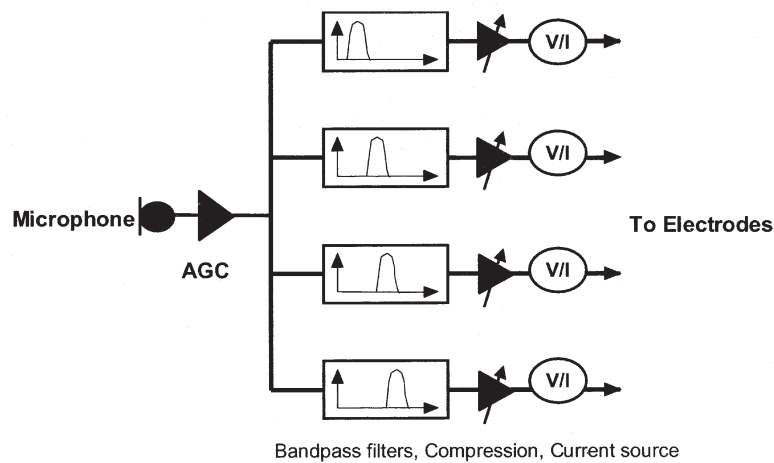 V/I
V/I
Microphone
To Electrodes
AGC
V/I
V/I
Bandpass filters, Compression, Current source